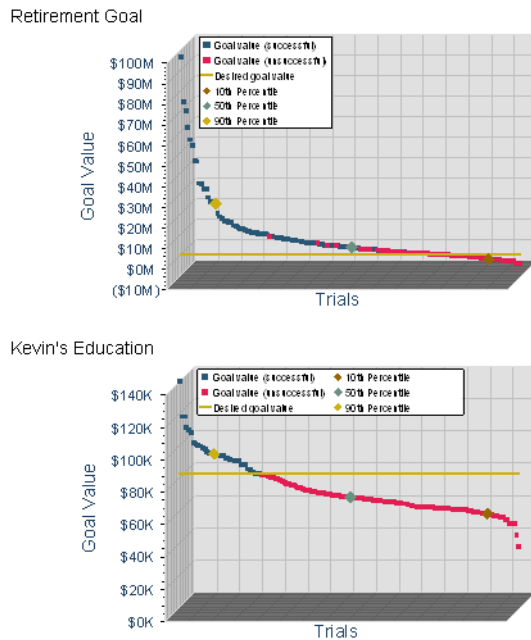 Retirement Goal
Goal value (successful)
Goal value (unsuccessful)
Desired goal value
10th Percentile
50th Percentile
90th Percentile
$100M
$90M
$80M
$70M
$60M
$50M
$40M
$30M
$20M
$10M
$0M
($10M)
Goal Value
Trials
Kevin's Education
Goal value (successful) 10th Percentile
Goal value (unsuccessful) 50th Percentile
Desired goal value 90th Percentile
$140K
$120K
$100K
$80K
$60K
$40K
$20K
$0K
Goal Value
Trials